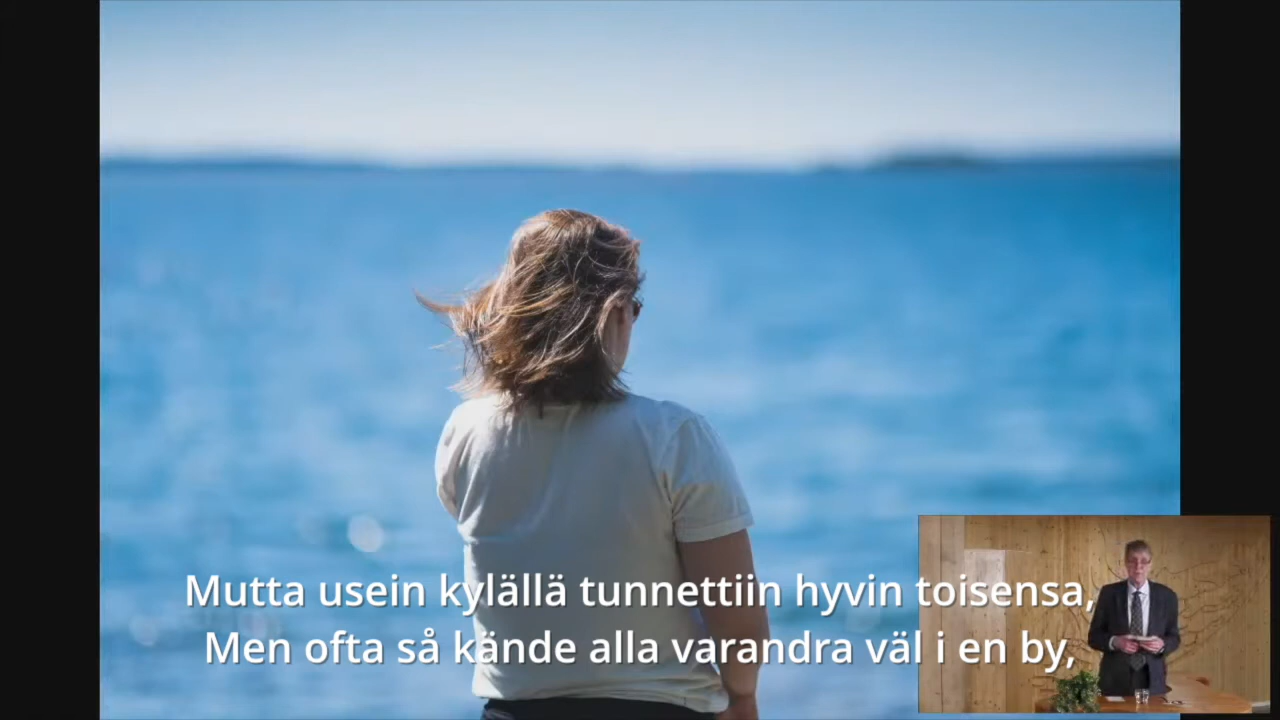 Mutta usein kylällä tunnettiin hyvin toisensa,
Men ofta så kände alla varandra väl i en by,